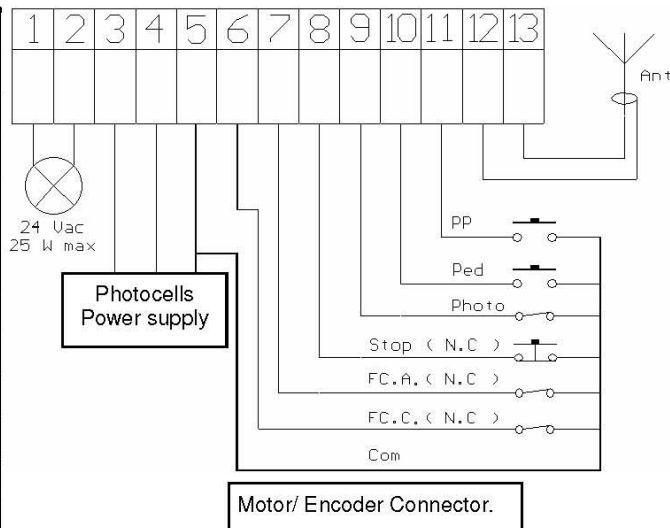 1 2 3 4 5 6 7 8 9 10 11 12 13
Ant
24 Vac
25 W max
Photocells
Power supply
PP
Ped
Photo
Stop ( N.C )
FC.A.( N.C )
FC.C.( N.C )
Com
Motor/ Encoder Connector.